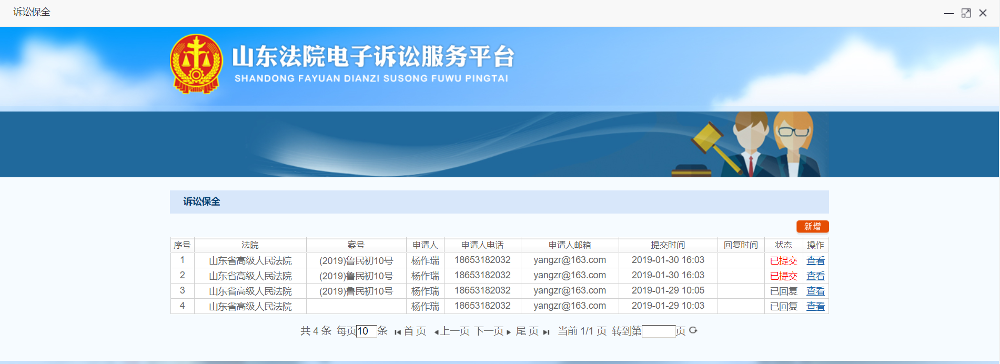 诉讼保全
山东法院电子诉讼服务平台
SHANDONG FAYUAN DIANZI SUSONG FUWU PINGTAI
诉讼保全
新增
序号 法院 案号 申请人 申请人电话 申请人邮箱 提交时间 回复时间 状态 操作
1 山东省高级人民法院 (2019)鲁民初10号 杨作瑞 18653182032 yangzr@163.com 2019-01-30 16:03 已提交 查看
2 山东省高级人民法院 (2019)鲁民初10号 杨作瑞 18653182032 yangzr@163.com 2019-01-30 16:03 已提交 查看
3 山东省高级人民法院 (2019)鲁民初10号 杨作瑞 18653182032 yangzr@163.com 2019-01-29 10:05 已回复 查看
4 山东省高级人民法院 杨作瑞 18653182032 yangzr@163.com 2019-01-29 10:03 已回复 查看
共 4 条 每页10条 首 页 上一页 下一页 尾 页 当前 1/1 页 转到第 页